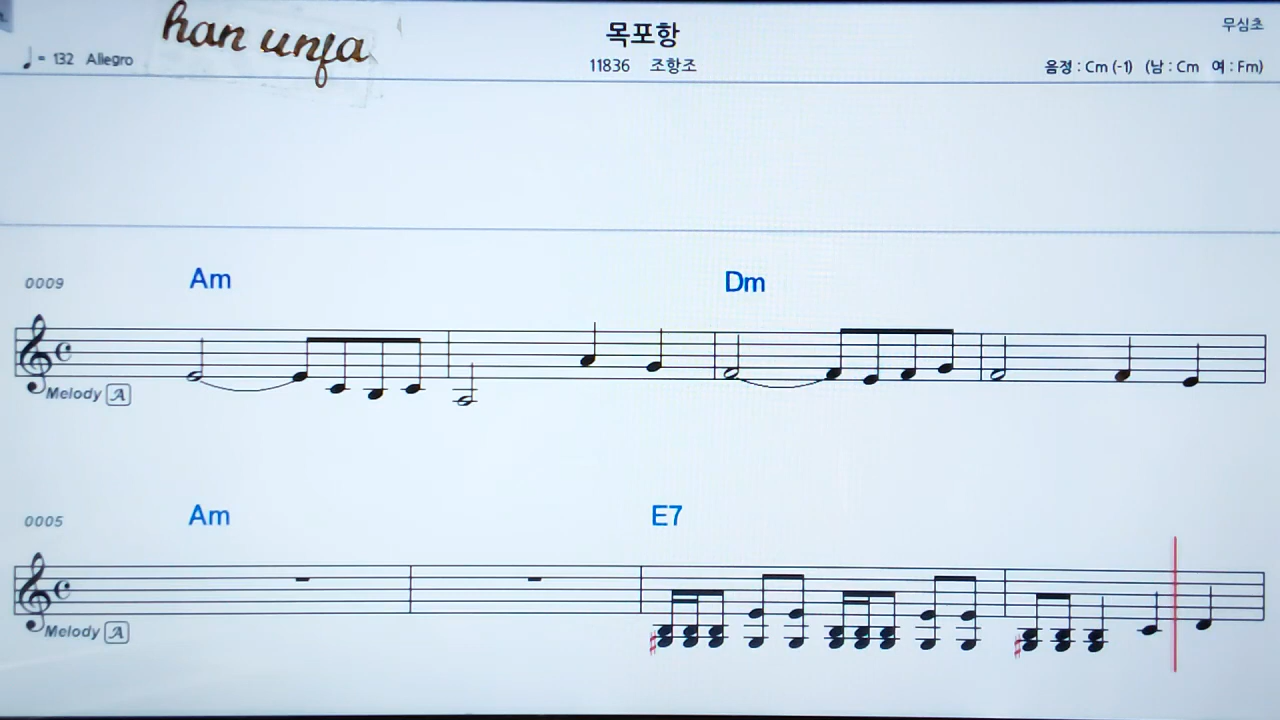 han unja
목포항
무심초
♩ = 132 Allegro
11836 조항조
음정 : Cm (-1) (남 : Cm 여 : Fm)
0009 Am Dm
Melody A
0005 Am E7
Melody A